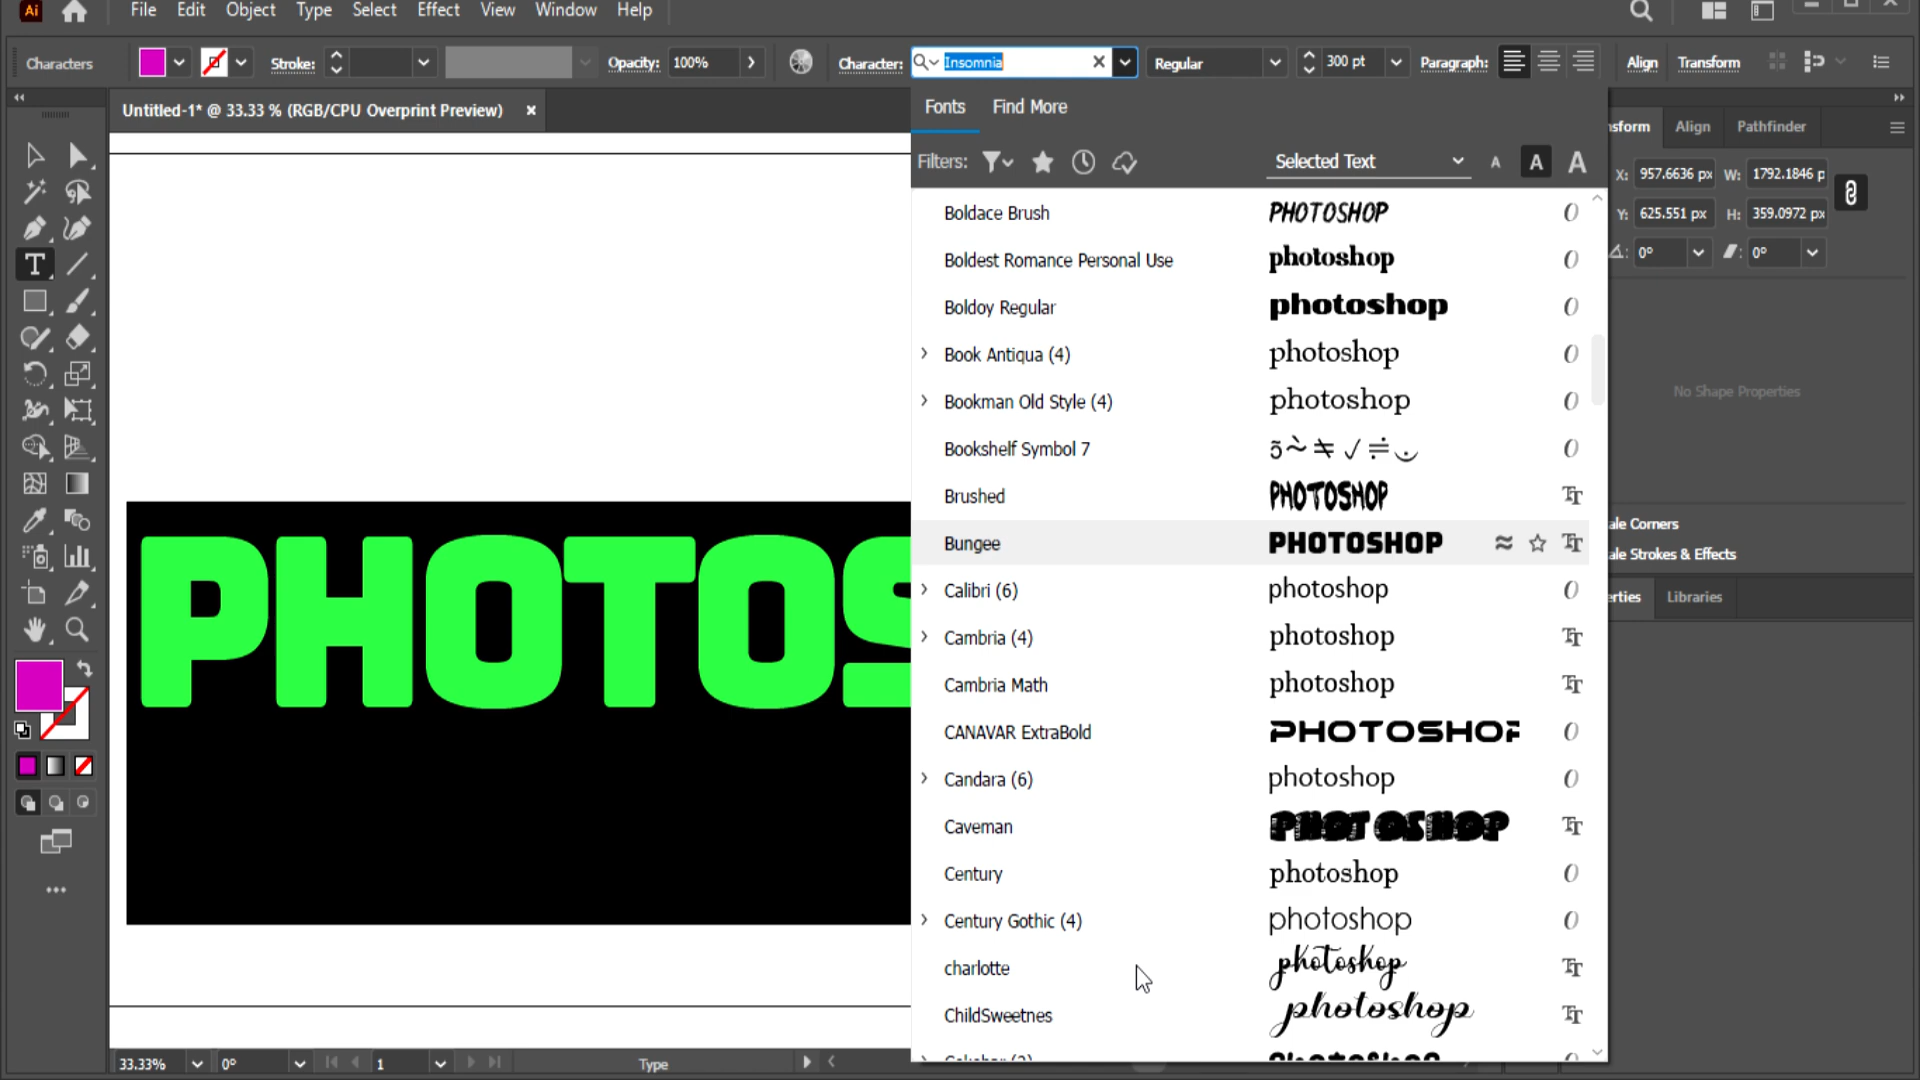 Ai File Edit Object Type Select Effect View Window Help
Characters Stroke: Opacity: 100% Character: Insomnia Regular 300 pt Paragraph: Align Transform
Untitled-1* @ 33.33 % (RGB/CPU Overprint Preview)
Fonts Find More
sform Align Pathfinder
Filters: Selected Text A A A
X: 957.6636 px W: 1792.1846 p
Y: 625.551 px H: 359.0972 px
0° 0°
Boldace Brush PHOTOSHOP
Boldest Romance Personal Use photoshop
Boldoy Regular photoshop
Book Antiqua (4) photoshop
Bookman Old Style (4) photoshop
No Shape Properties
Bookshelf Symbol 7 õ
Brushed PHOTOSHOP
ale Corners
Bungee PHOTOSHOP
ale Strokes & Effects
Calibri (6) photoshop
erties Libraries
PHOTOS
Cambria (4) photoshop
Cambria Math photoshop
CANAVAR ExtraBold PHOTOSHOP
Candara (6) photoshop
Caveman PHOTOSHOP
Century photoshop
Century Gothic (4) photoshop
charlotte photoshop
ChildSweetnes photoshop
33.33% 0° 1 Type